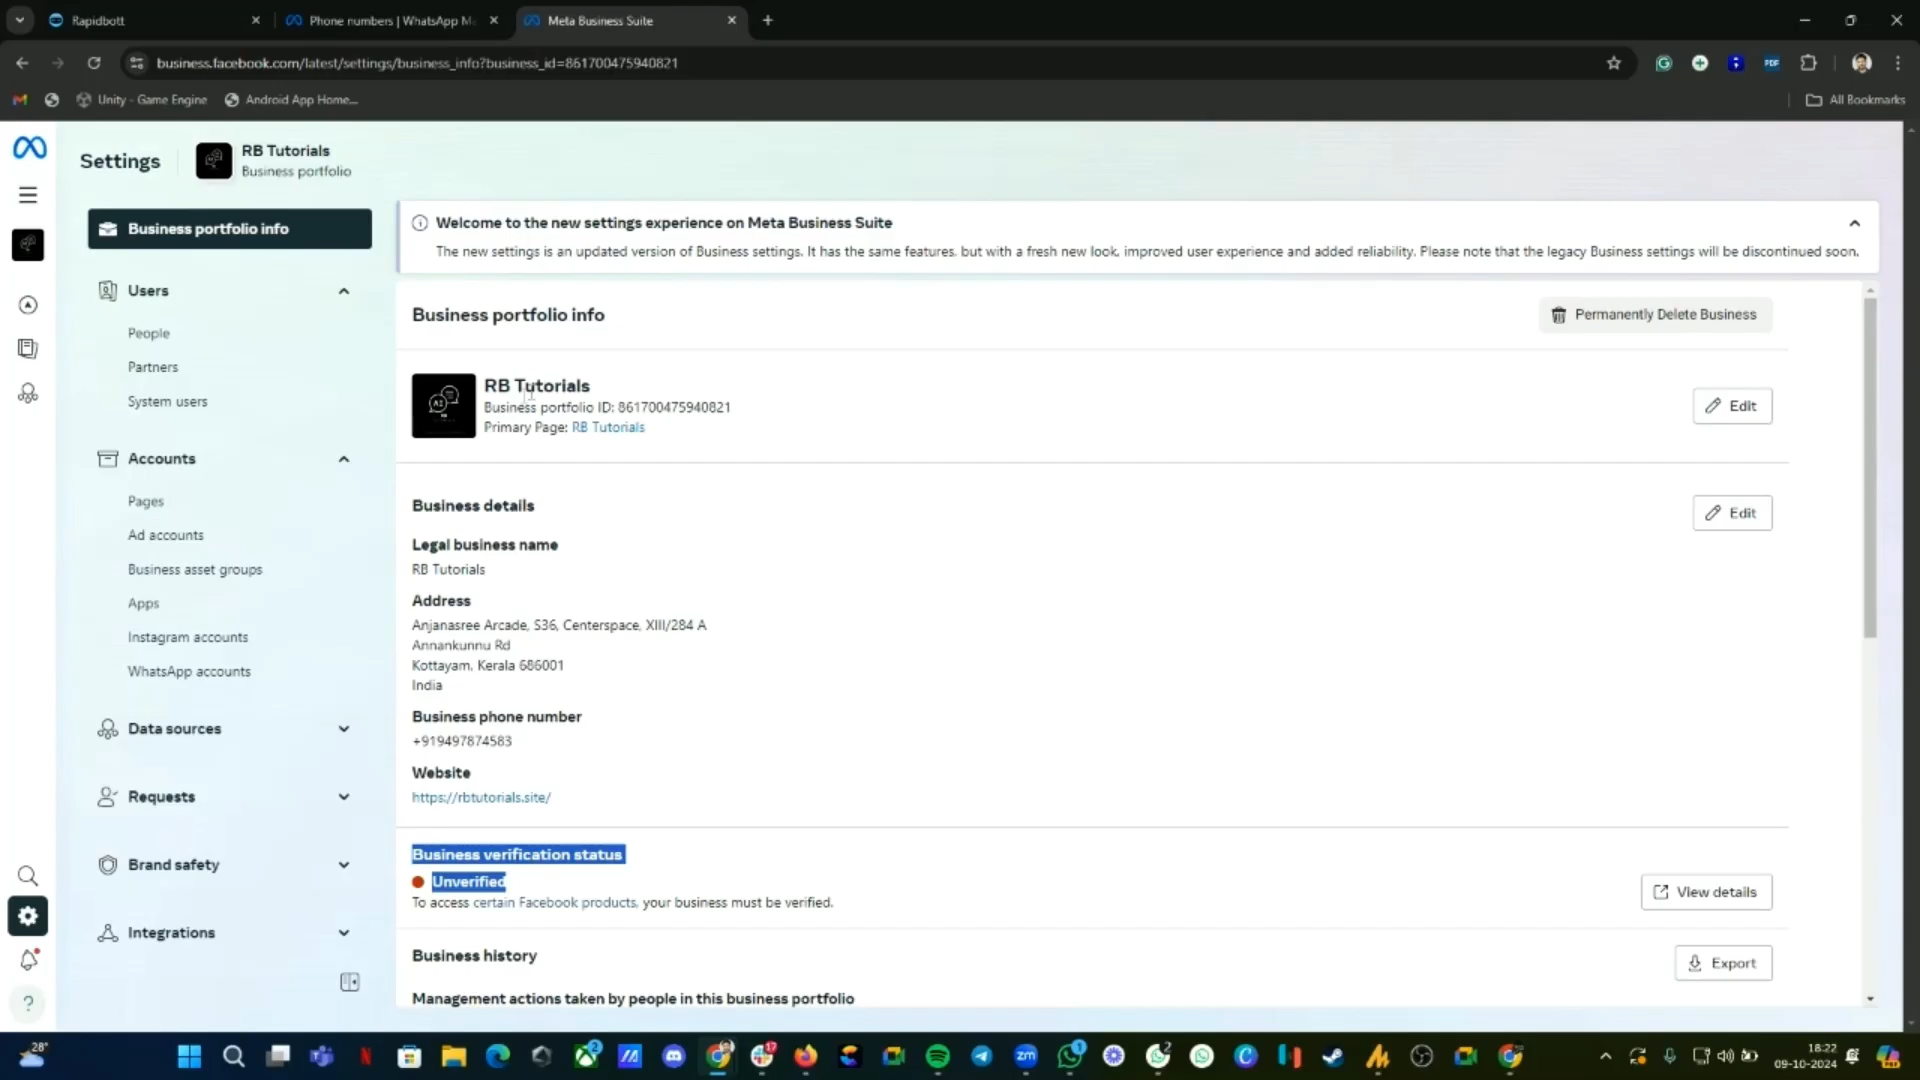 Rapidbott
Phone numbers | WhatsApp M
Meta Business Suite
business.facebook.com/latest/settings/business_info?business_id=861700475940821
PDF
Unity - Game Engine
Android App Home...
All Bookmarks
Settings
RB Tutorials
Business portfolio
Business portfolio info
Users
People
Partners
System users
Accounts
Pages
Ad accounts
Business asset groups
Apps
Instagram accounts
WhatsApp accounts
Data sources
Requests
Brand safety
Integrations
Welcome to the new settings experience on Meta Business Suite
The new settings is an updated version of Business settings. It has the same features, but with a fresh new look, improved user experience and added reliability. Please note that the legacy Business settings will be discontinued soon.
Business portfolio info
Permanently Delete Business
AI
RB Tutorials
Business portfolio ID: 861700475940821
Primary Page: RB Tutorials
Edit
Business details
Edit
Legal business name
RB Tutorials
Address
Anjanasree Arcade, S36, Centerspace, XIII/284 A
Annankunnu Rd
Kottayam, Kerala 686001
India
Business phone number
+919497874583
Website
https://rbtutorials.site/
Business verification status
Unverified
To access certain Facebook products, your business must be verified.
View details
Business history
Export
Management actions taken by people in this business portfolio
28°
2
17
zm
1
2
18:22
09-10-2024